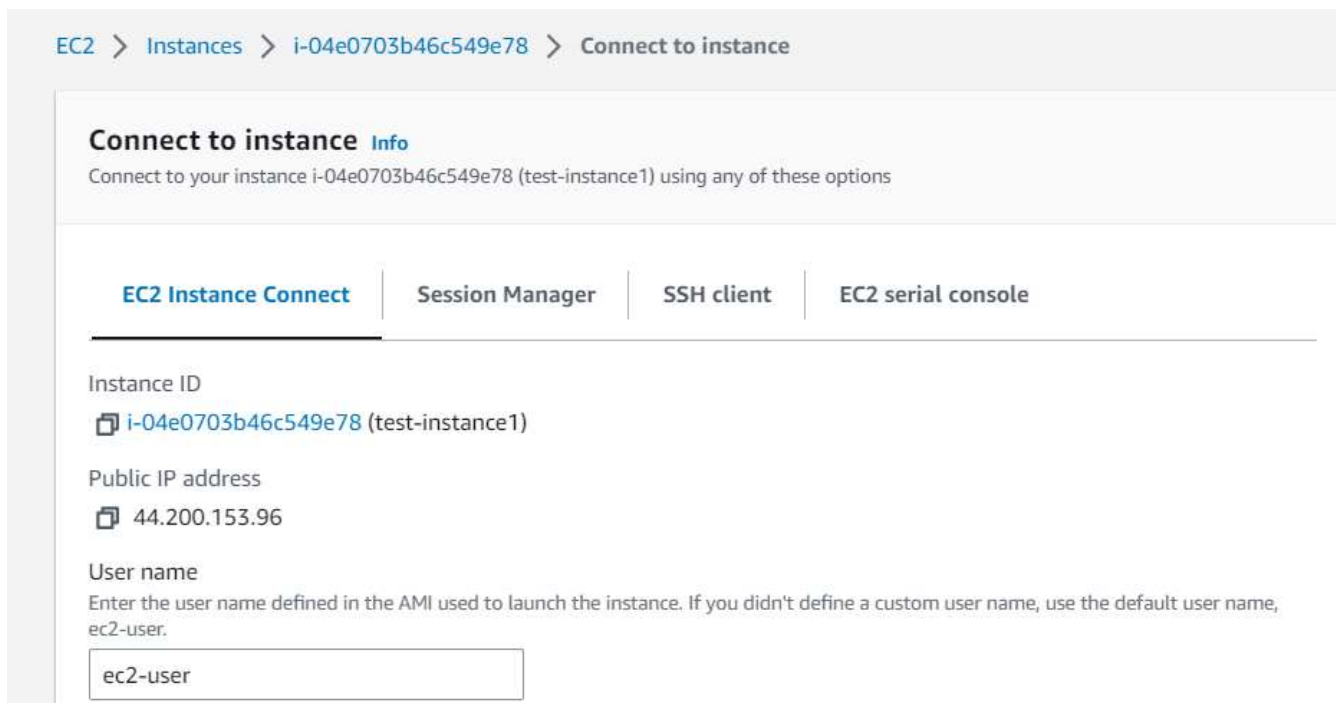 EC2 > Instances > i-04e0703b46c549e78 > Connect to instance
Connect to instance Info
Connect to your instance i-04e0703b46c549e78 (test-instance1) using any of these options
EC2 Instance Connect Session Manager SSH client EC2 serial console
Instance ID
i-04e0703b46c549e78 (test-instance1)
Public IP address
44.200.153.96
User name
Enter the user name defined in the AMI used to launch the instance. If you didn't define a custom user name, use the default user name,
ec2-user.
ec2-user